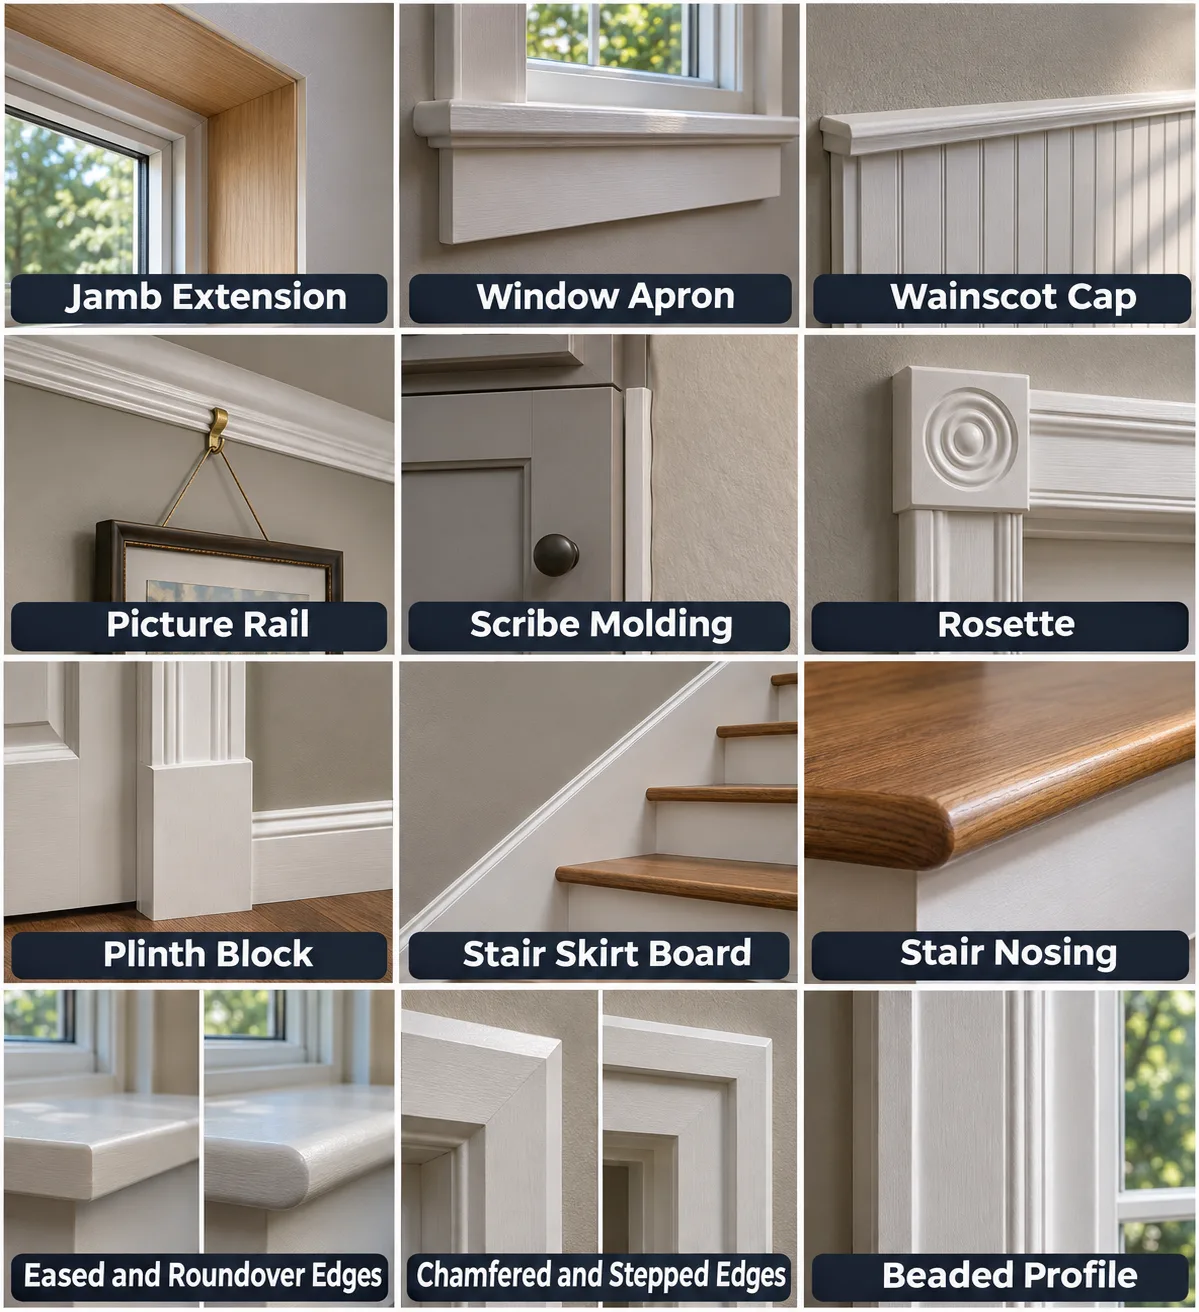 Jamb Extension
Window Apron
Wainscot Cap
Picture Rail
Scribe Molding
Rosette
Plinth Block
Stair Skirt Board
Stair Nosing
Eased and Roundover Edges
Chamfered and Stepped Edges
Beaded Profile